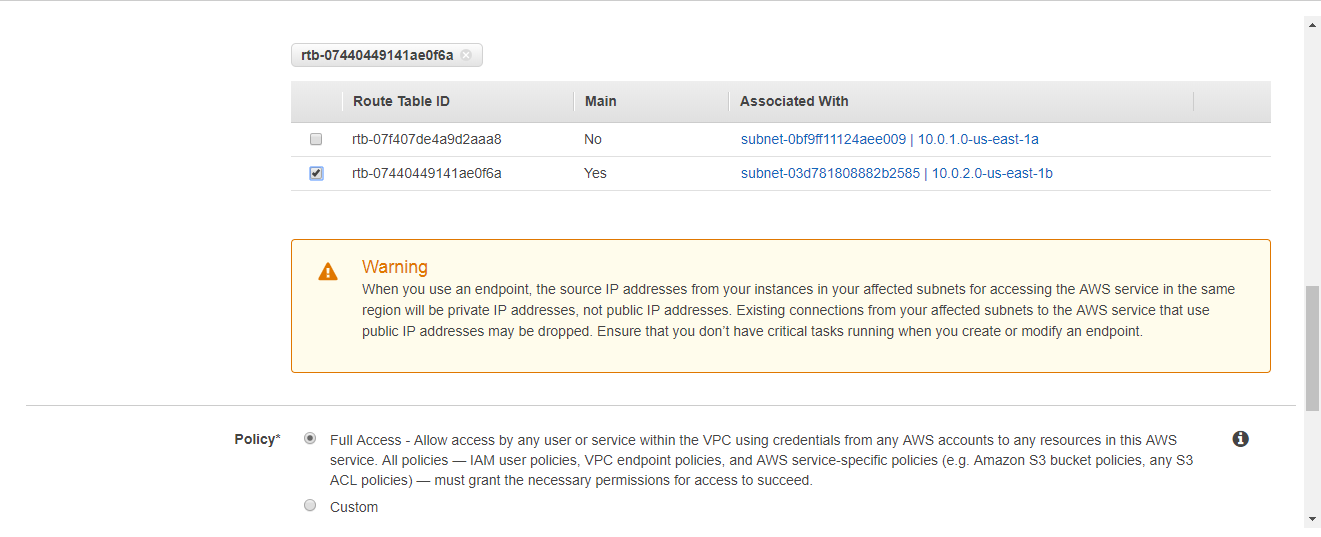 rtb-07440449141ae0f6a
Route Table ID Main Associated With
rtb-07f407de4a9d2aaa8 No subnet-0bf9ff11124aee009 | 10.0.1.0-us-east-1a
rtb-07440449141ae0f6a Yes subnet-03d781808882b2585 | 10.0.2.0-us-east-1b
Warning
When you use an endpoint, the source IP addresses from your instances in your affected subnets for accessing the AWS service in the same
region will be private IP addresses, not public IP addresses. Existing connections from your affected subnets to the AWS service that use
public IP addresses may be dropped. Ensure that you don’t have critical tasks running when you create or modify an endpoint.
Policy* Full Access - Allow access by any user or service within the VPC using credentials from any AWS accounts to any resources in this AWS
service. All policies — IAM user policies, VPC endpoint policies, and AWS service-specific policies (e.g. Amazon S3 bucket policies, any S3
ACL policies) — must grant the necessary permissions for access to succeed.
Custom